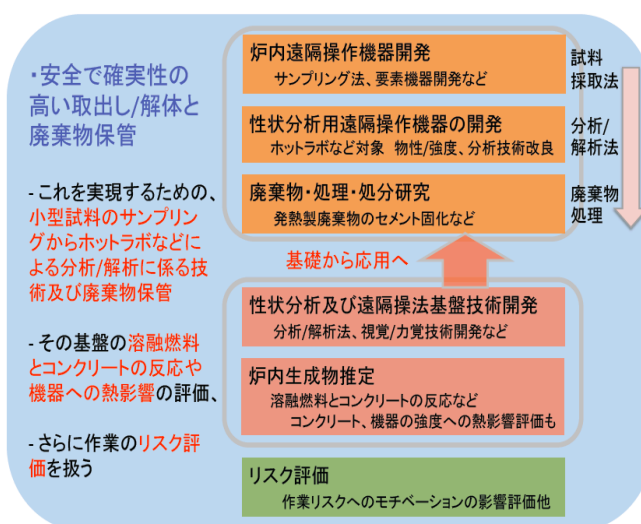 ・安全で確実性の
高い取出し/解体と
廃棄物保管
- これを実現するための、
小型試料のサンプリン
グからホットラボなどによ
る分析/解析に係る技
術及び廃棄物保管
- その基盤の溶融燃料
とコンクリートの反応や
機器への熱影響の評価、
- さらに作業のリスク評
価を扱う
炉内遠隔操作機器開発
サンプリング法、要素機器開発など
性状分析用遠隔操作機器の開発
ホットラボなど対象 物性/強度、分析技術改良
廃棄物・処理・処分研究
発熱製廃棄物のセメント固化など
試料
採取法
分析/
解析法
廃棄物
処理
基礎から応用へ
性状分析及び遠隔操法基盤技術開発
分析/解析法、視覚/力覚技術開発など
炉内生成物推定
溶融燃料とコンクリートの反応など
コンクリート、機器の強度への熱影響評価も
リスク評価
作業リスクへのモチベーションの影響評価他